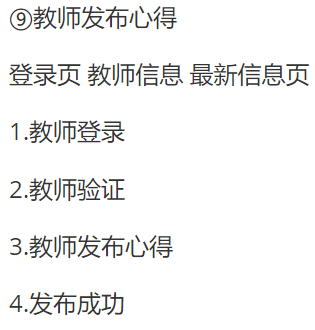 ⑨教师发布心得
登录页 教师信息 最新信息页
1.教师登录
2.教师验证
3.教师发布心得
4.发布成功